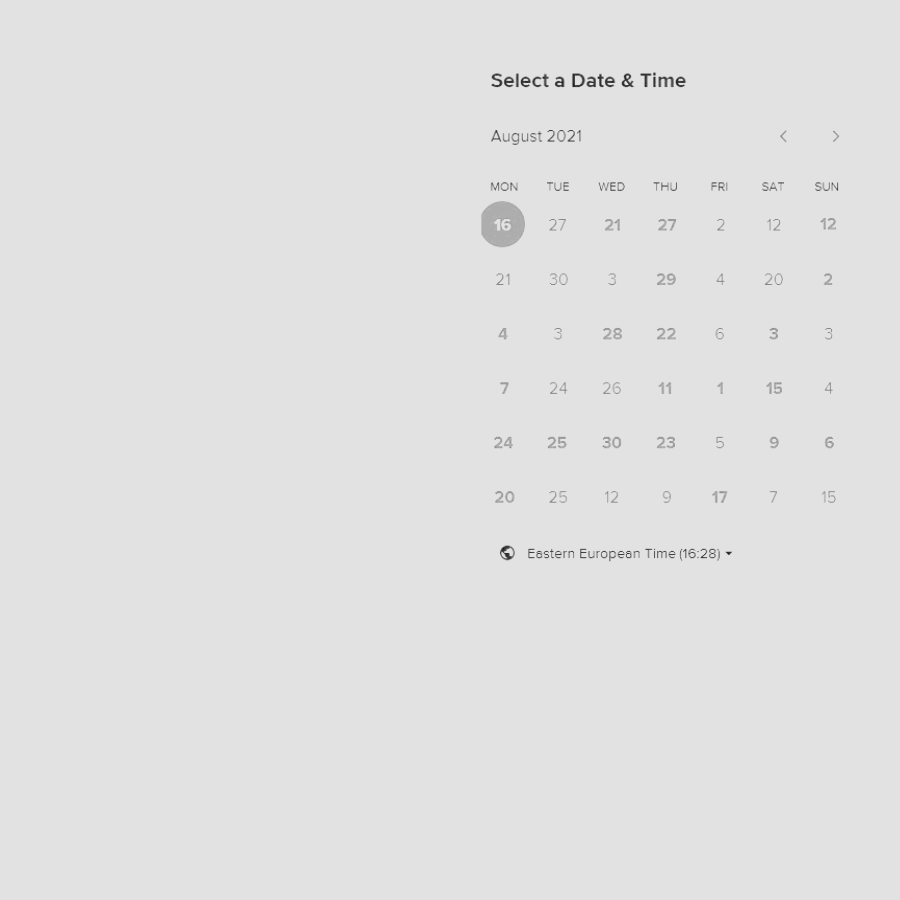 Select a Date & Time
August 2021
MON TUE WED THU FRI SAT SUN
16 27 21 27 2 12 12
21 30 3 29 4 20 2
4 3 28 22 6 3 3
7 24 26 11 1 15 4
24 25 30 23 5 9 6
20 25 12 9 17 7 15
Eastern European Time (16:28)